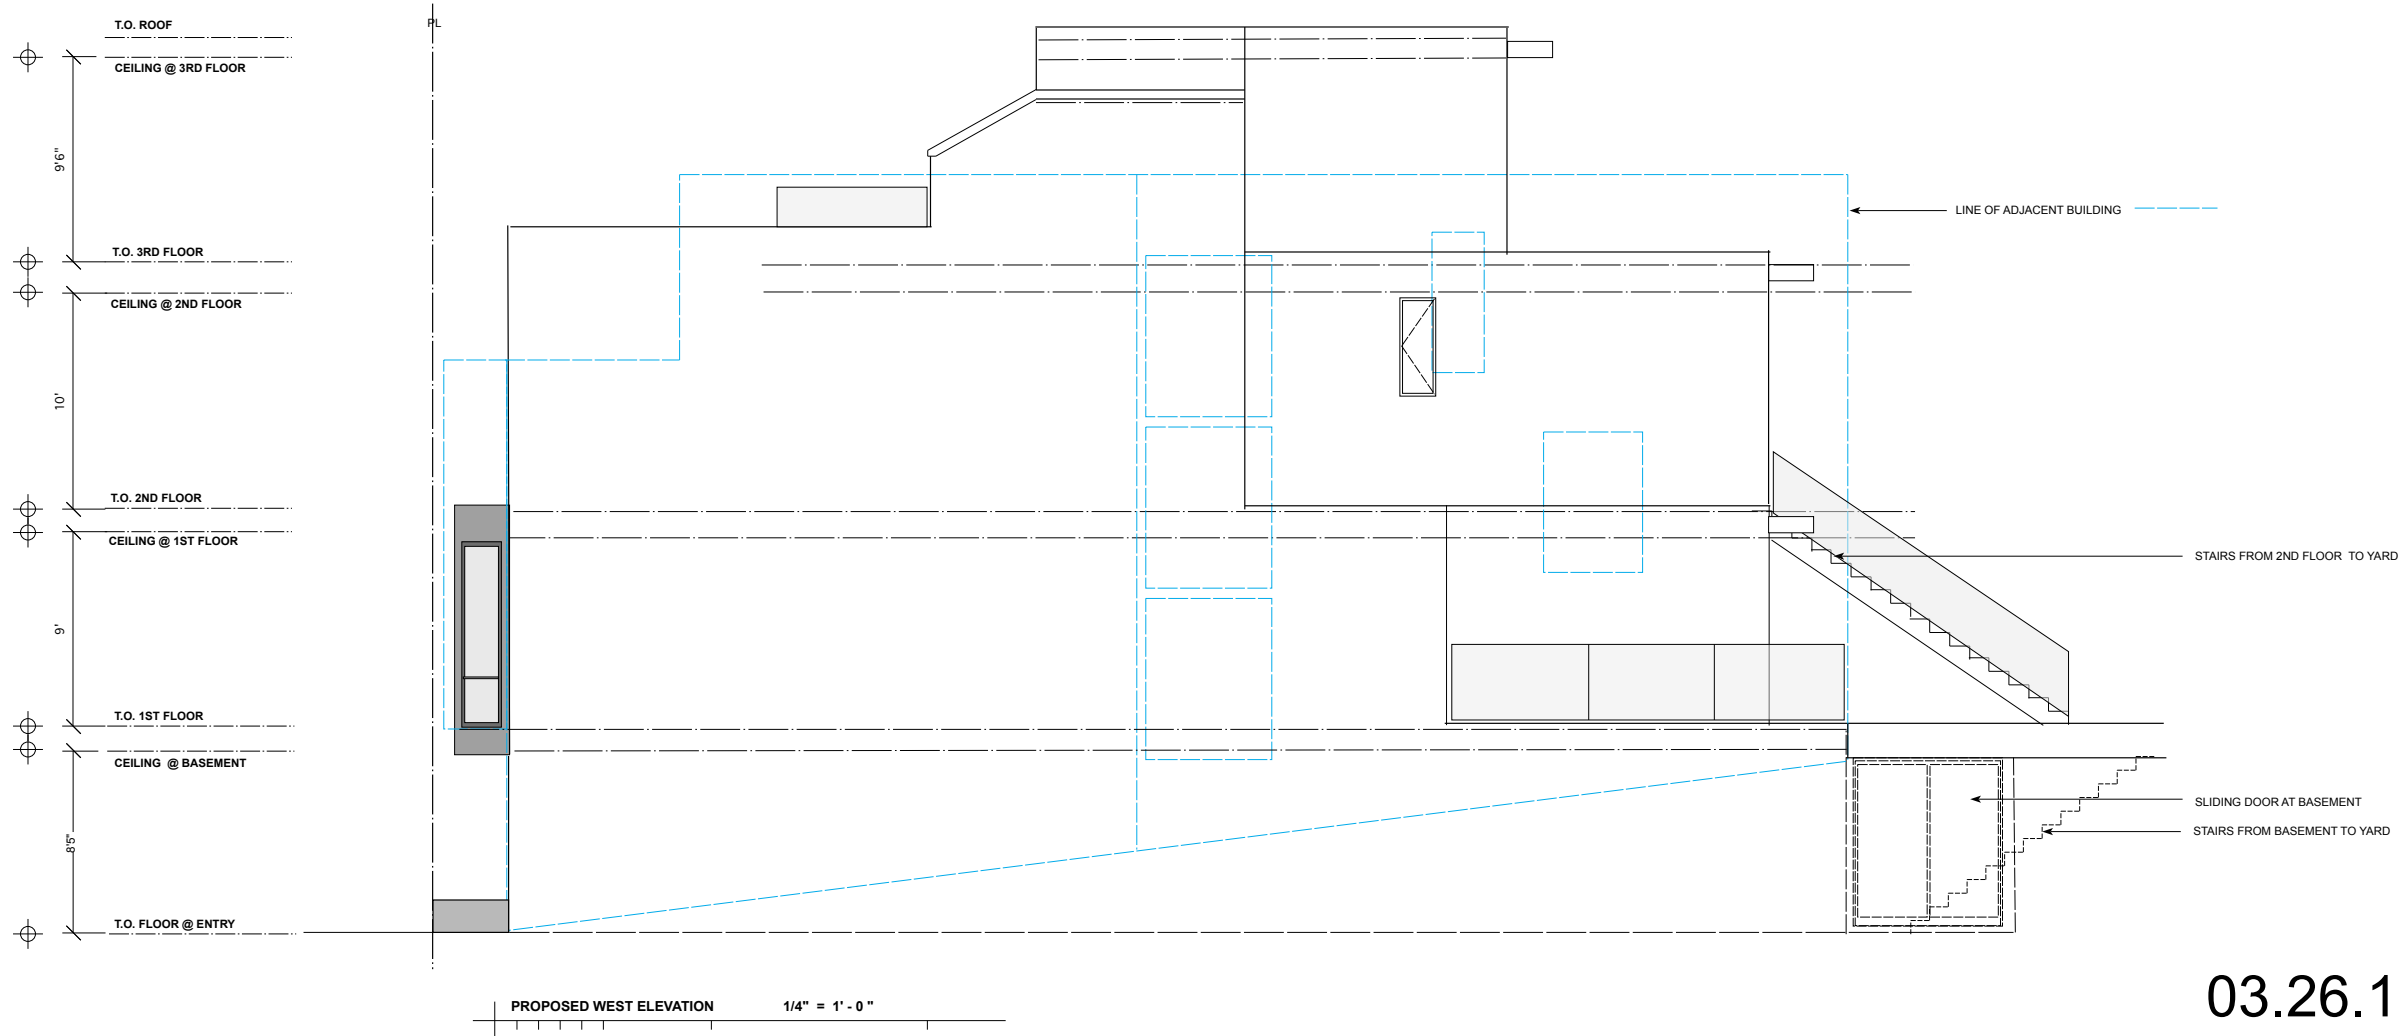 T.O. ROOF
PL
CEILING @ 3RD FLOOR
9'6"
LINE OF ADJACENT BUILDING
T.O. 3RD FLOOR
CEILING @ 2ND FLOOR
10'
T.O. 2ND FLOOR
CEILING @ 1ST FLOOR
STAIRS FROM 2ND FLOOR TO YARD
9'
T.O. 1ST FLOOR
CEILING @ BASEMENT
SLIDING DOOR AT BASEMENT
STAIRS FROM BASEMENT TO YARD
8'5"
T.O. FLOOR @ ENTRY
PROPOSED WEST ELEVATION 1/4" = 1' - 0 "
03.26.1